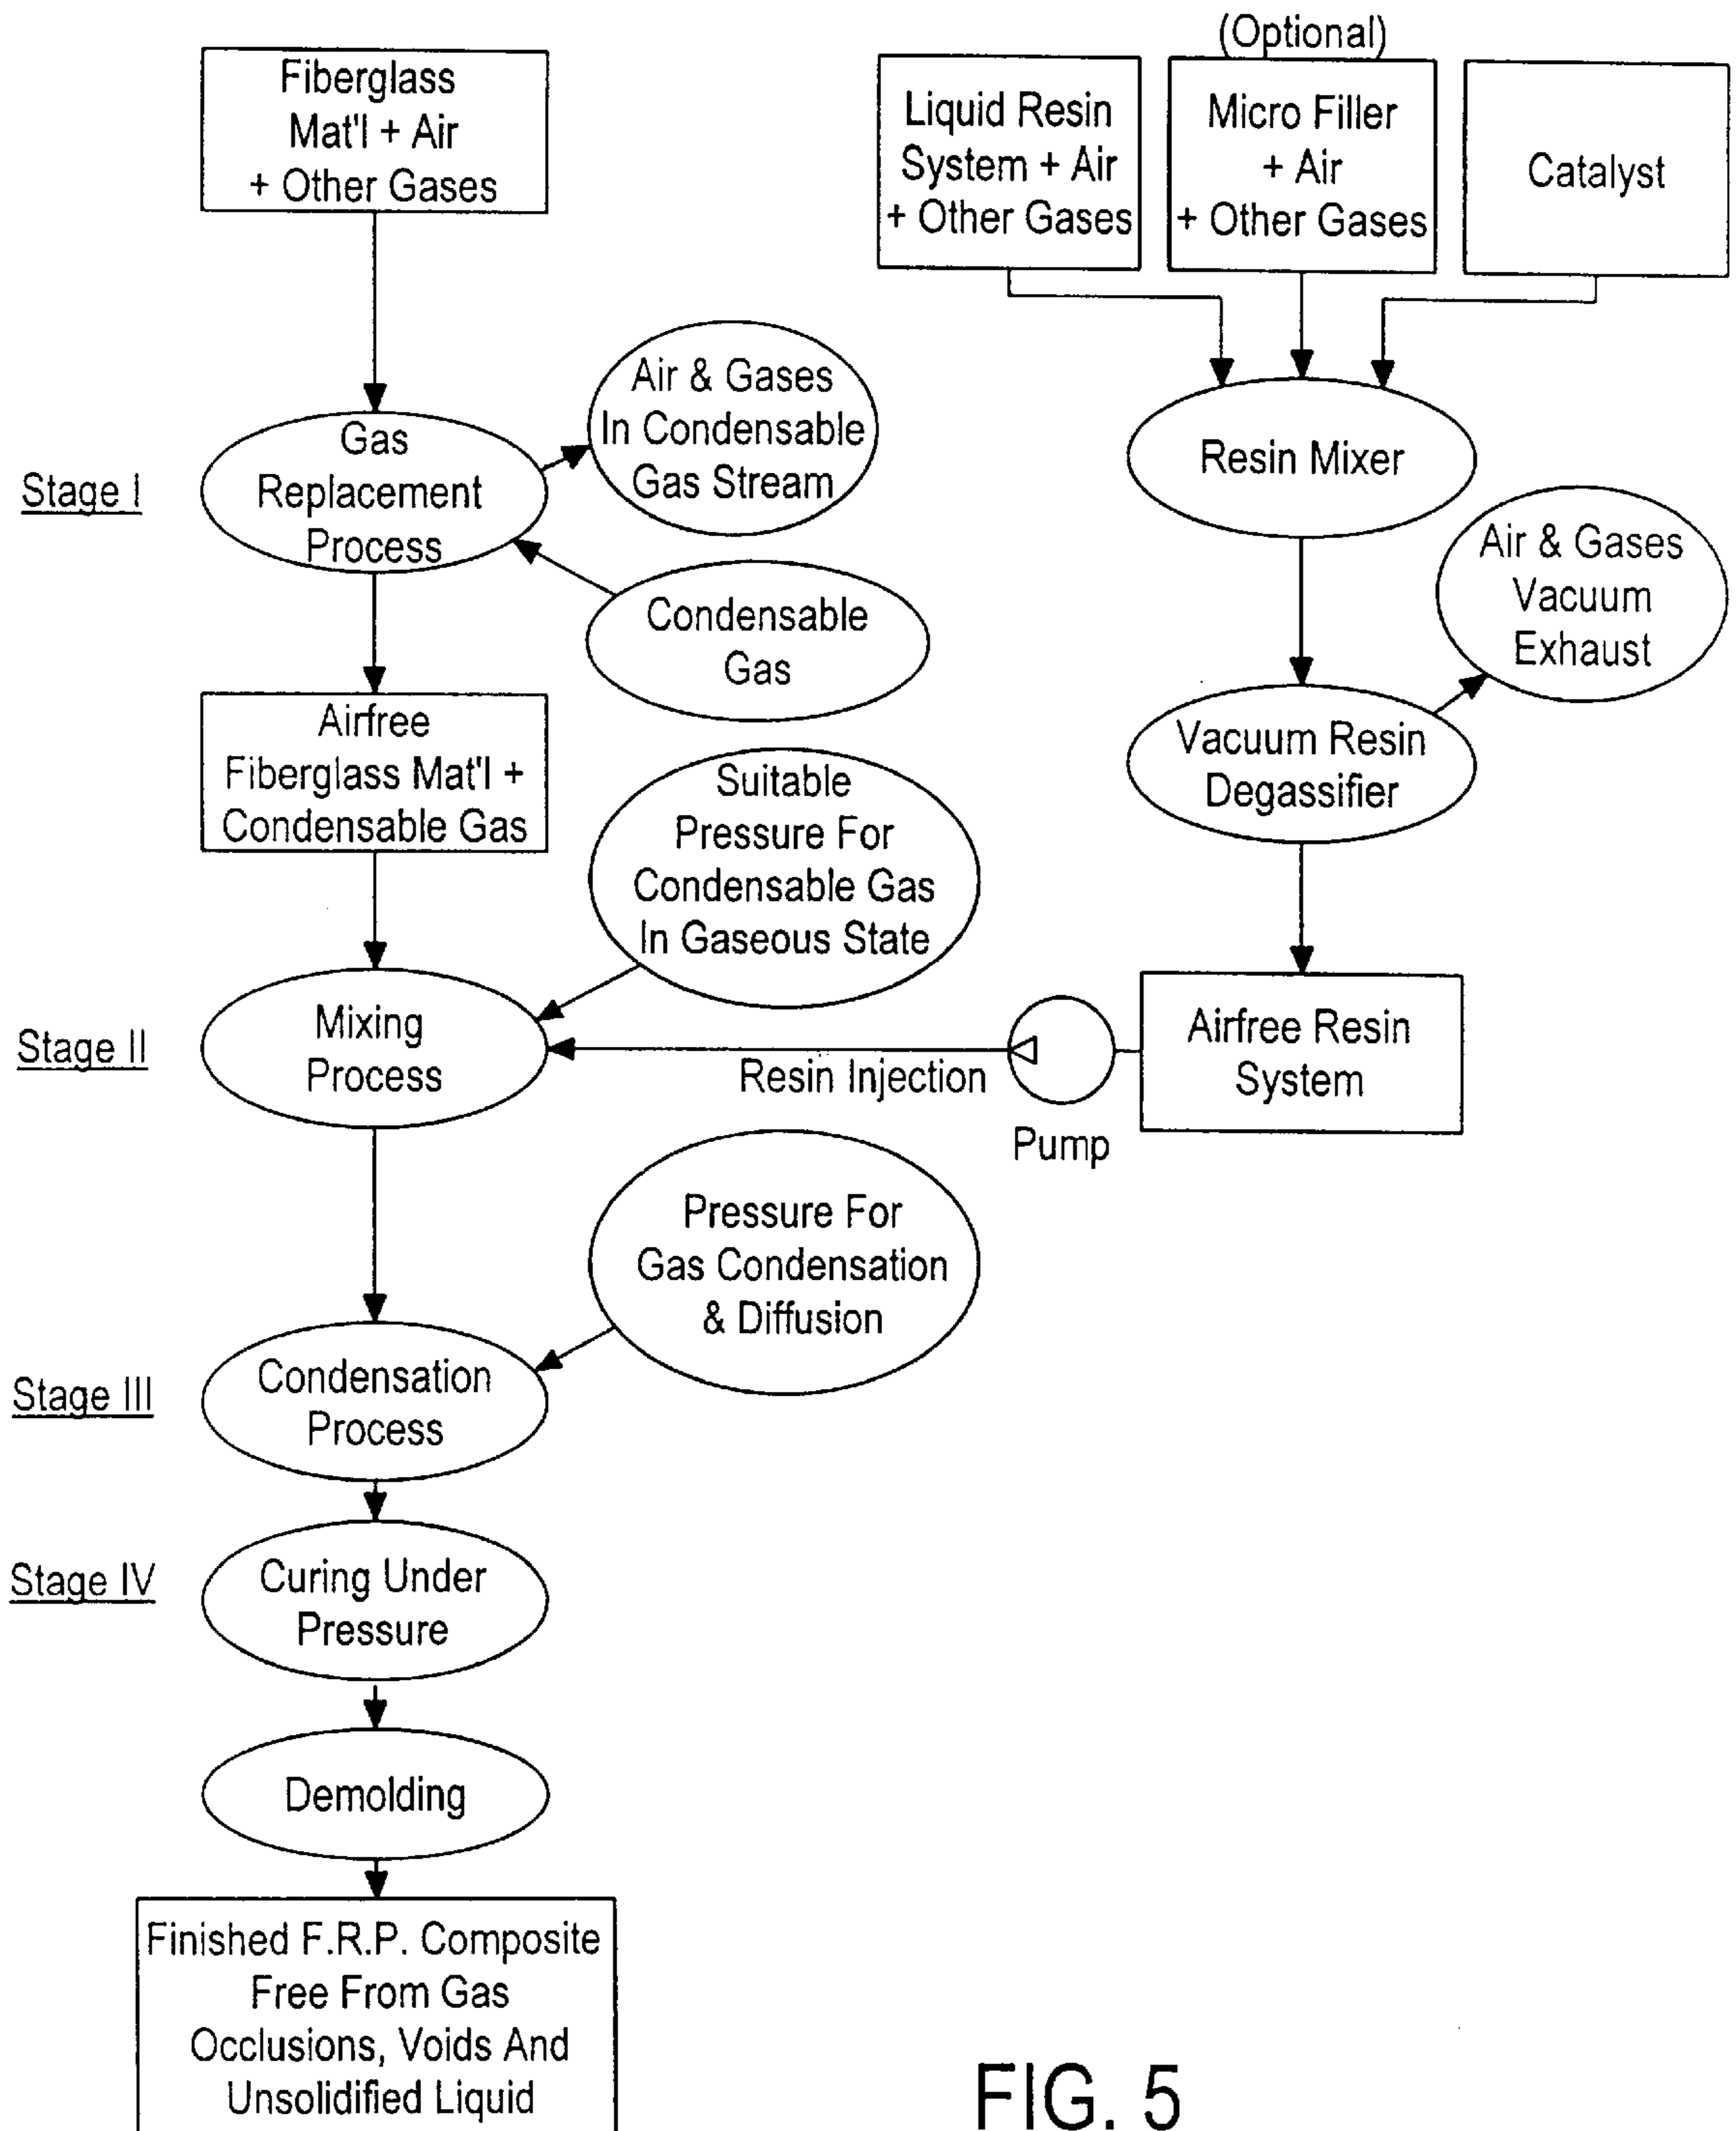 Fiberglass
Mat'l + Air
+ Other Gases
(Optional)
Liquid Resin
System + Air
+ Other Gases
Micro Filler
+ Air
+ Other Gases
Catalyst
Stage I
Gas
Replacement
Process
Air & Gases
In Condensable
Gas Stream
Condensable
Gas
Resin Mixer
Air & Gases
Vacuum
Exhaust
Vacuum Resin
Degassifier
Airfree
Fiberglass Mat'l +
Condensable Gas
Suitable
Pressure For
Condensable Gas
In Gaseous State
Stage II
Mixing
Process
Resin Injection
Pump
Airfree Resin
System
Pressure For
Gas Condensation
& Diffusion
Stage III
Condensation
Process
Stage IV
Curing Under
Pressure
Demolding
Finished F.R.P. Composite
Free From Gas
Occlusions, Voids And
Unsolidified Liquid
FIG. 5